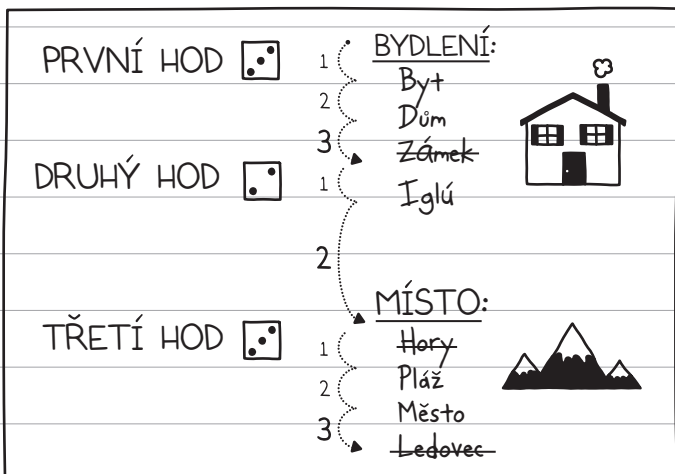 PRVNÍ HOD
1
2
3
BYDLENÍ:
Byt
Dům
Zámek
DRUHÝ HOD
1
2
Iglú
MÍSTO:
Hory
TŘETÍ HOD
1
2
3
Pláž
Město
Ledovec